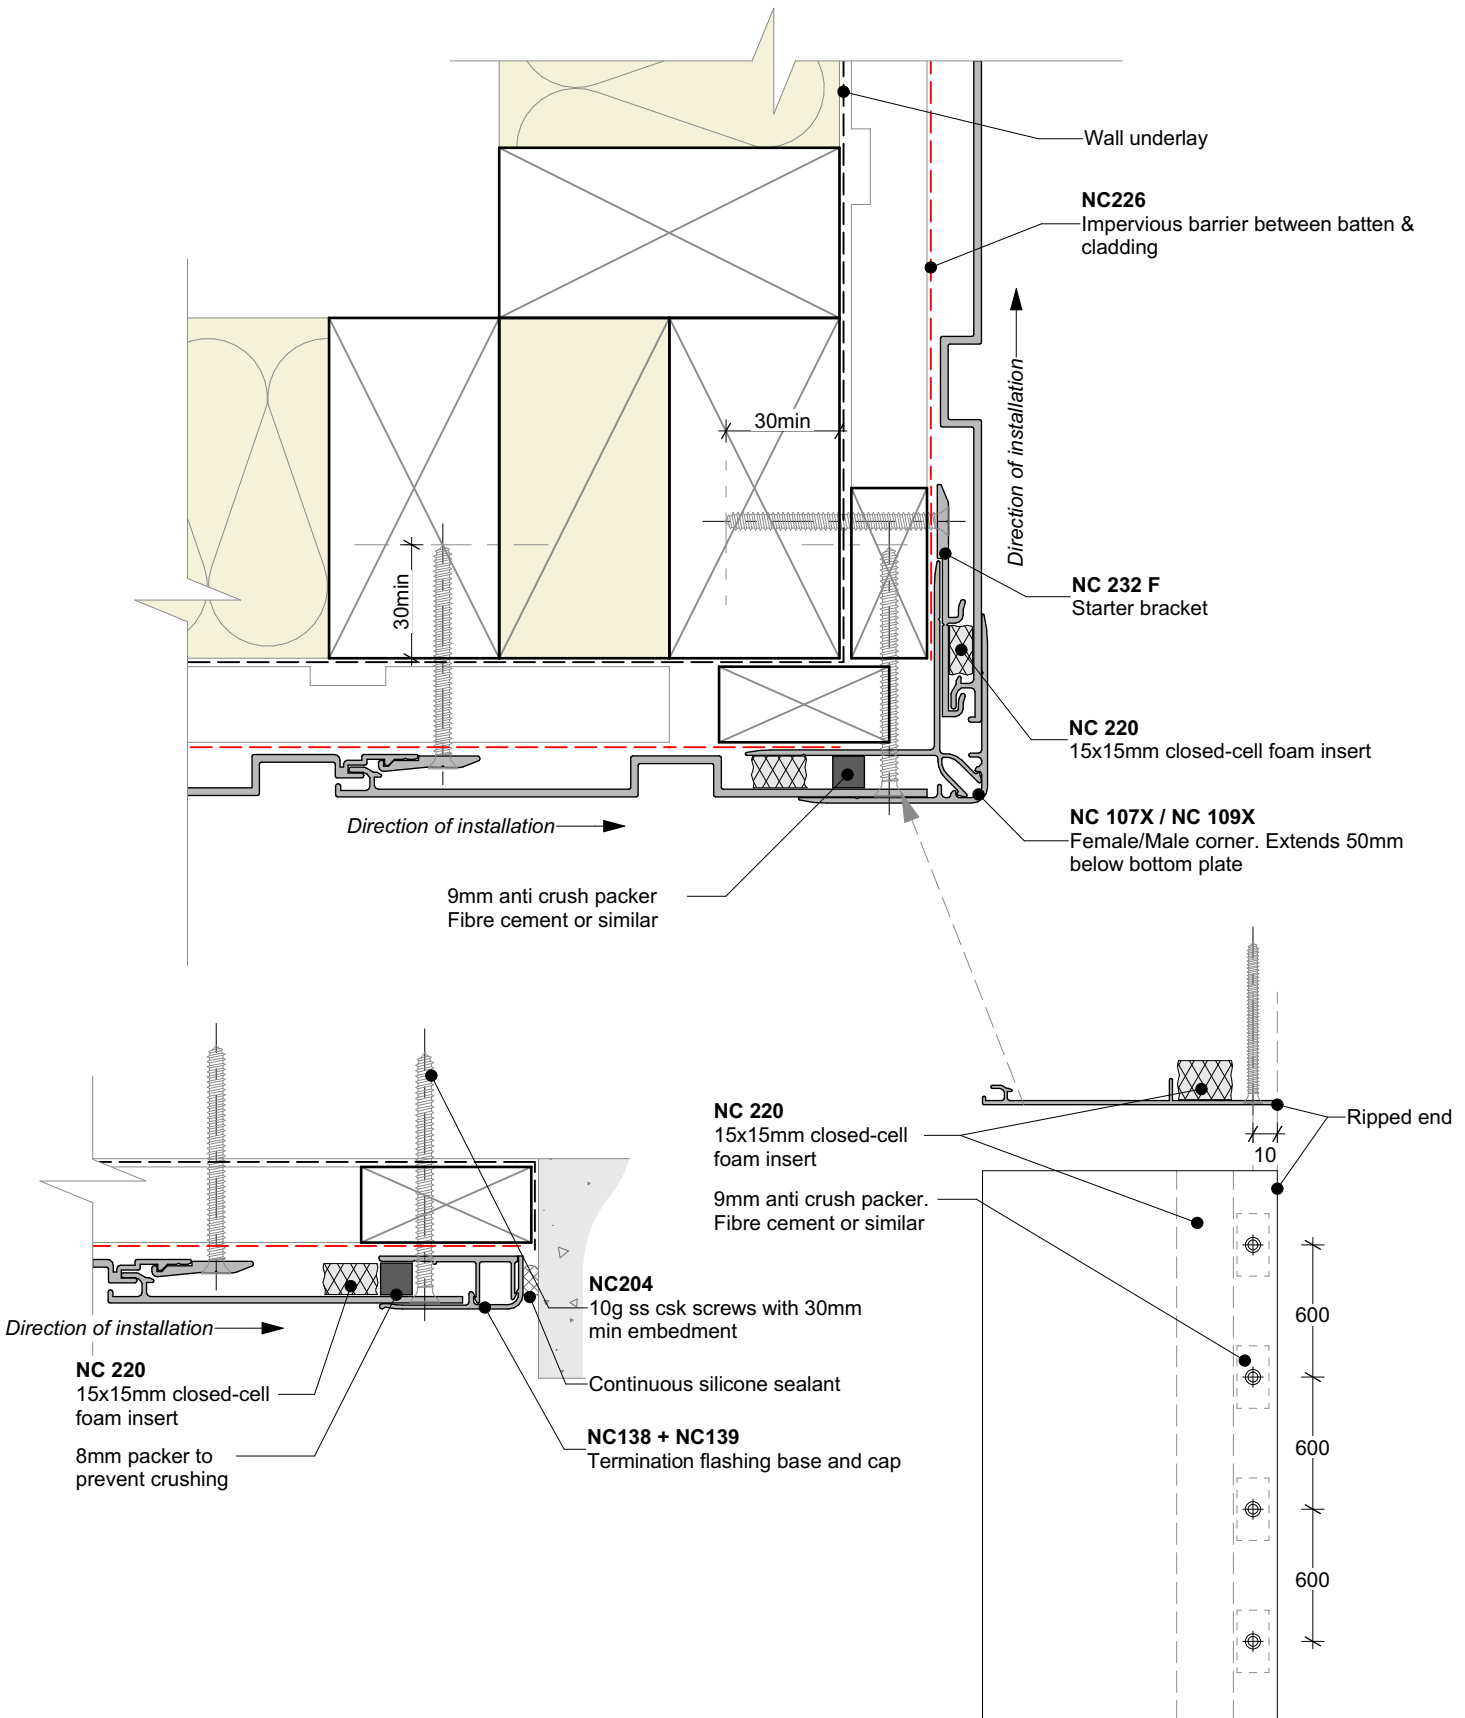 Wall underlay
NC226
Impervious barrier between batten &
cladding
Direction of installation
30min
30min
NC 232 F
Starter bracket
NC 220
15x15mm closed-cell foam insert
NC 107X / NC 109X
Female/Male corner. Extends 50mm
below bottom plate
Direction of installation
9mm anti crush packer
Fibre cement or similar
NC 220
15x15mm closed-cell
foam insert
9mm anti crush packer.
Fibre cement or similar
Ripped end
10
600
600
600
NC204
10g ss csk screws with 30mm
min embedment
Continuous silicone sealant
NC138 + NC139
Termination flashing base and cap
Direction of installation
NC 220
15x15mm closed-cell
foam insert
8mm packer to
prevent crushing